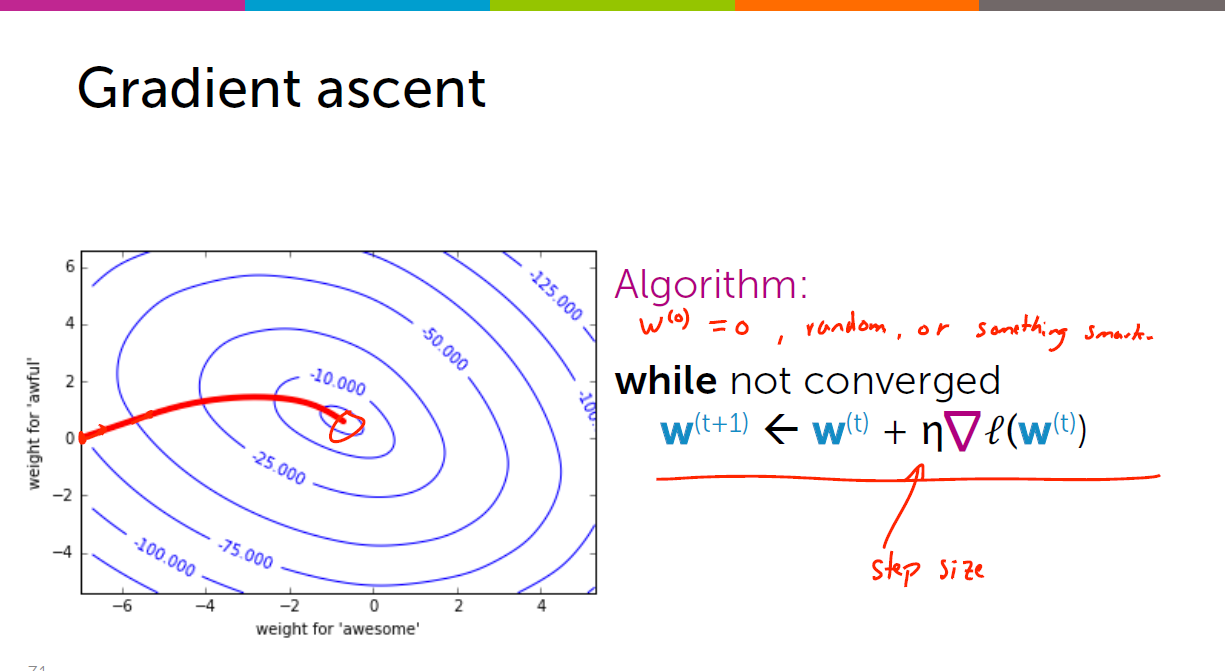 Gradient ascent
6
4
2
0
−2
−4
weight for 'awful'
-125.000
-50.000
-100.
-10.000
-25.000
-75.000
-100.000
−6 −4 −2 0 2 4
weight for 'awesome'
Algorithm:
w⁽⁰⁾ = 0 , random, or something smart.
while not converged
w⁽ᵗ⁺¹⁾ ← w⁽ᵗ⁾ + η∇ℓ(w⁽ᵗ⁾)
step size